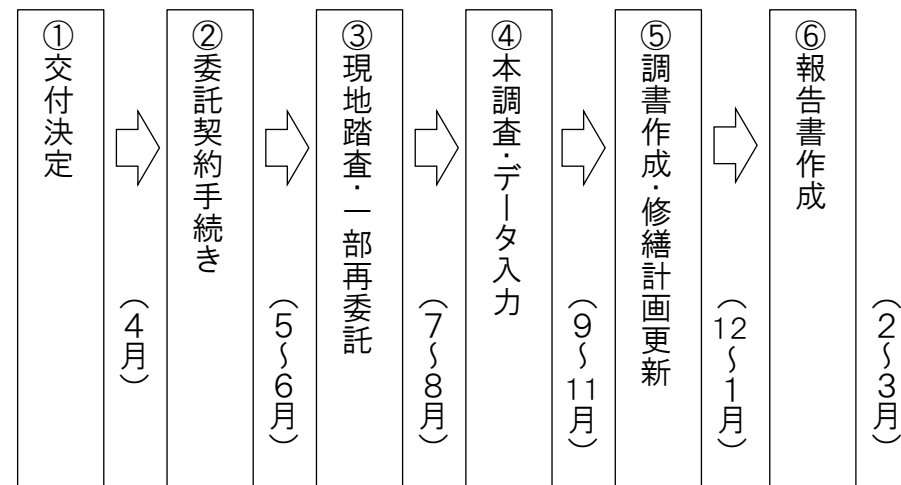 ①交付決定
（4月）
②委託契約手続き
（5～6月）
③現地踏査・一部再委託
（7～8月）
④本調査・データ入力
（9～11月）
⑤調書作成・修繕計画更新
（12～1月）
⑥報告書作成
（2～3月）